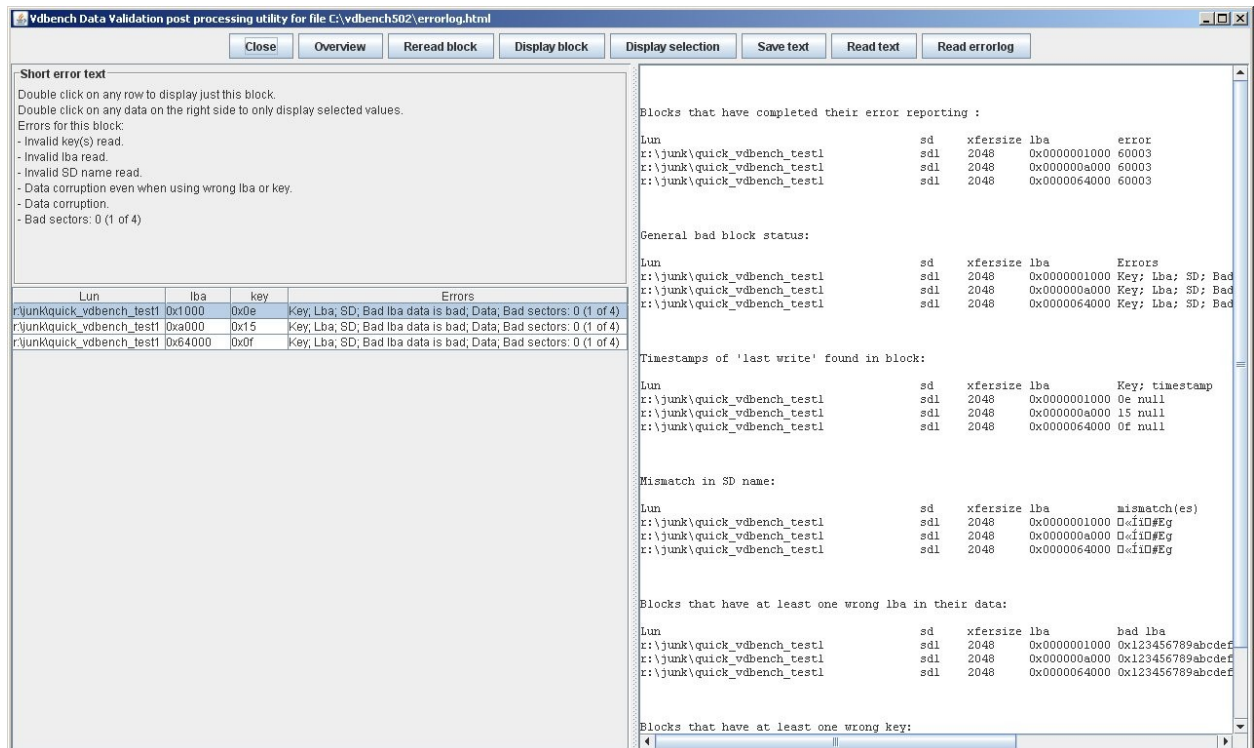 Vdbench Data Validation post processing utility for file C:\vdbench502\errorlog.html
Close Overview Reread block Display block Display selection Save text Read text Read errorlog
Short error text
Double click on any row to display just this block.
Double click on any data on the right side to only display selected values.
Errors for this block:
- Invalid key(s) read.
- Invalid lba read.
- Invalid SD name read.
- Data corruption even when using wrong lba or key.
- Data corruption.
- Bad sectors: 0 (1 of 4)
Lun lba key Errors
r:\junk\quick_vdbench_test1 0x1000 0x0e Key; Lba; SD; Bad lba data is bad; Data; Bad sectors: 0 (1 of 4)
r:\junk\quick_vdbench_test1 0xa000 0x15 Key; Lba; SD; Bad lba data is bad; Data; Bad sectors: 0 (1 of 4)
r:\junk\quick_vdbench_test1 0x64000 0x0f Key; Lba; SD; Bad lba data is bad; Data; Bad sectors: 0 (1 of 4)
Blocks that have completed their error reporting :
Lun sd xfersize lba error
r:\junk\quick_vdbench_test1 sd1 2048 0x0000001000 60003
r:\junk\quick_vdbench_test1 sd1 2048 0x000000a000 60003
r:\junk\quick_vdbench_test1 sd1 2048 0x0000064000 60003
General bad block status:
Lun sd xfersize lba Errors
r:\junk\quick_vdbench_test1 sd1 2048 0x0000001000 Key; Lba; SD; Bad
r:\junk\quick_vdbench_test1 sd1 2048 0x000000a000 Key; Lba; SD; Bad
r:\junk\quick_vdbench_test1 sd1 2048 0x0000064000 Key; Lba; SD; Bad
Timestamps of 'last write' found in block:
Lun sd xfersize lba Key; timestamp
r:\junk\quick_vdbench_test1 sd1 2048 0x0000001000 0e null
r:\junk\quick_vdbench_test1 sd1 2048 0x000000a000 15 null
r:\junk\quick_vdbench_test1 sd1 2048 0x0000064000 0f null
Mismatch in SD name:
Lun sd xfersize lba mismatch(es)
r:\junk\quick_vdbench_test1 sd1 2048 0x0000001000 □«Íï□#Eg
r:\junk\quick_vdbench_test1 sd1 2048 0x000000a000 □«Íï□#Eg
r:\junk\quick_vdbench_test1 sd1 2048 0x0000064000 □«Íï□#Eg
Blocks that have at least one wrong lba in their data:
Lun sd xfersize lba bad lba
r:\junk\quick_vdbench_test1 sd1 2048 0x0000001000 0x123456789abcdef
r:\junk\quick_vdbench_test1 sd1 2048 0x000000a000 0x123456789abcdef
r:\junk\quick_vdbench_test1 sd1 2048 0x0000064000 0x123456789abcdef
Blocks that have at least one wrong key: